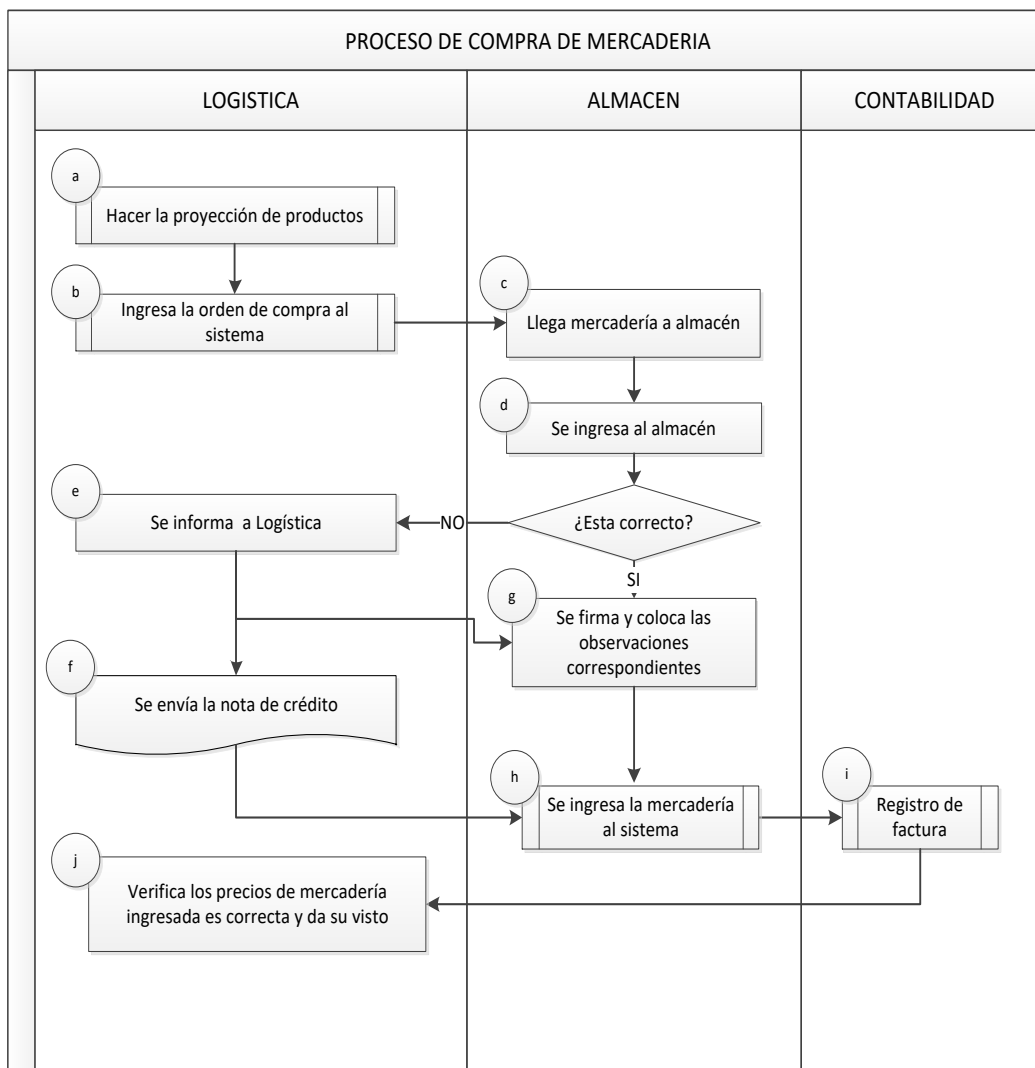 PROCESO DE COMPRA DE MERCADERIA
LOGISTICA
ALMACEN
CONTABILIDAD
a
Hacer la proyección de productos
b
Ingresa la orden de compra al
sistema
c
Llega mercadería a almacén
d
Se ingresa al almacén
¿Esta correcto?
NO
SI
e
Se informa a Logística
g
Se firma y coloca las
observaciones
correspondientes
f
Se envía la nota de crédito
h
Se ingresa la mercadería
al sistema
i
Registro de
factura
j
Verifica los precios de mercadería
ingresada es correcta y da su visto